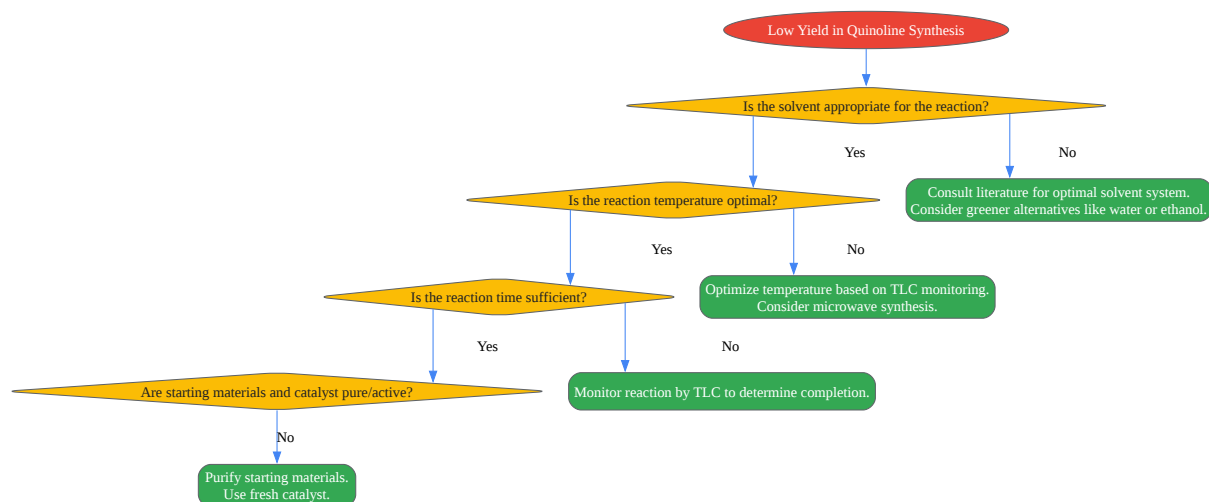 Low Yield in Quinoline Synthesis
Is the solvent appropriate for the reaction?
Yes
No
Consult literature for optimal solvent system.
Consider greener alternatives like water or ethanol.
Is the reaction temperature optimal?
Yes
No
Optimize temperature based on TLC monitoring.
Consider microwave synthesis.
Is the reaction time sufficient?
Yes
No
Monitor reaction by TLC to determine completion.
Are starting materials and catalyst pure/active?
No
Purify starting materials.
Use fresh catalyst.